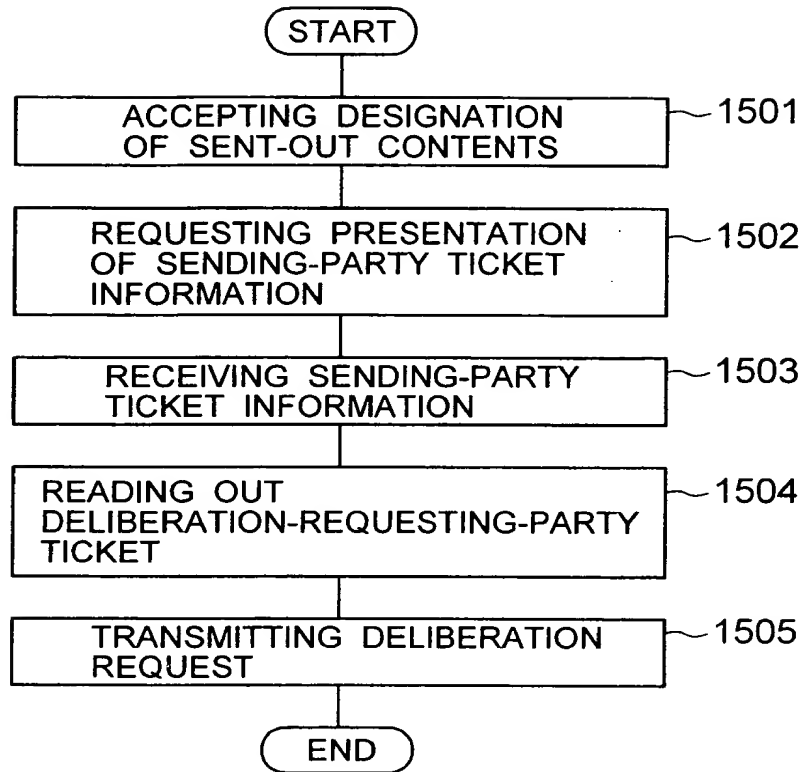 START
ACCEPTING DESIGNATION
OF SENT-OUT CONTENTS
1501
REQUESTING PRESENTATION
OF SENDING-PARTY TICKET
INFORMATION
1502
RECEIVING SENDING-PARTY
TICKET INFORMATION
1503
READING OUT
DELIBERATION-REQUESTING-PARTY
TICKET
1504
TRANSMITTING DELIBERATION
REQUEST
1505
END